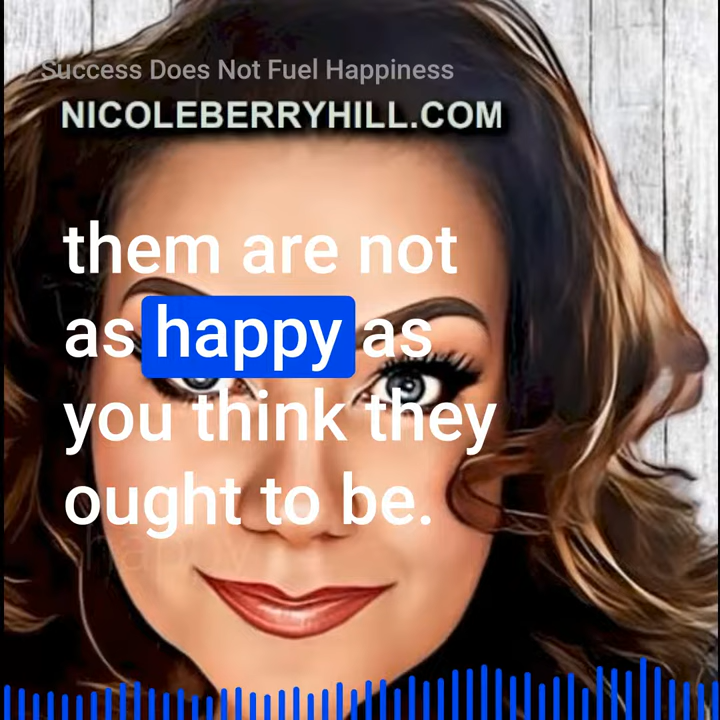 Success Does Not Fuel Happiness
NICOLEBERRYHILL.COM
them are not
as happy as
you think they
ought to be.
happy